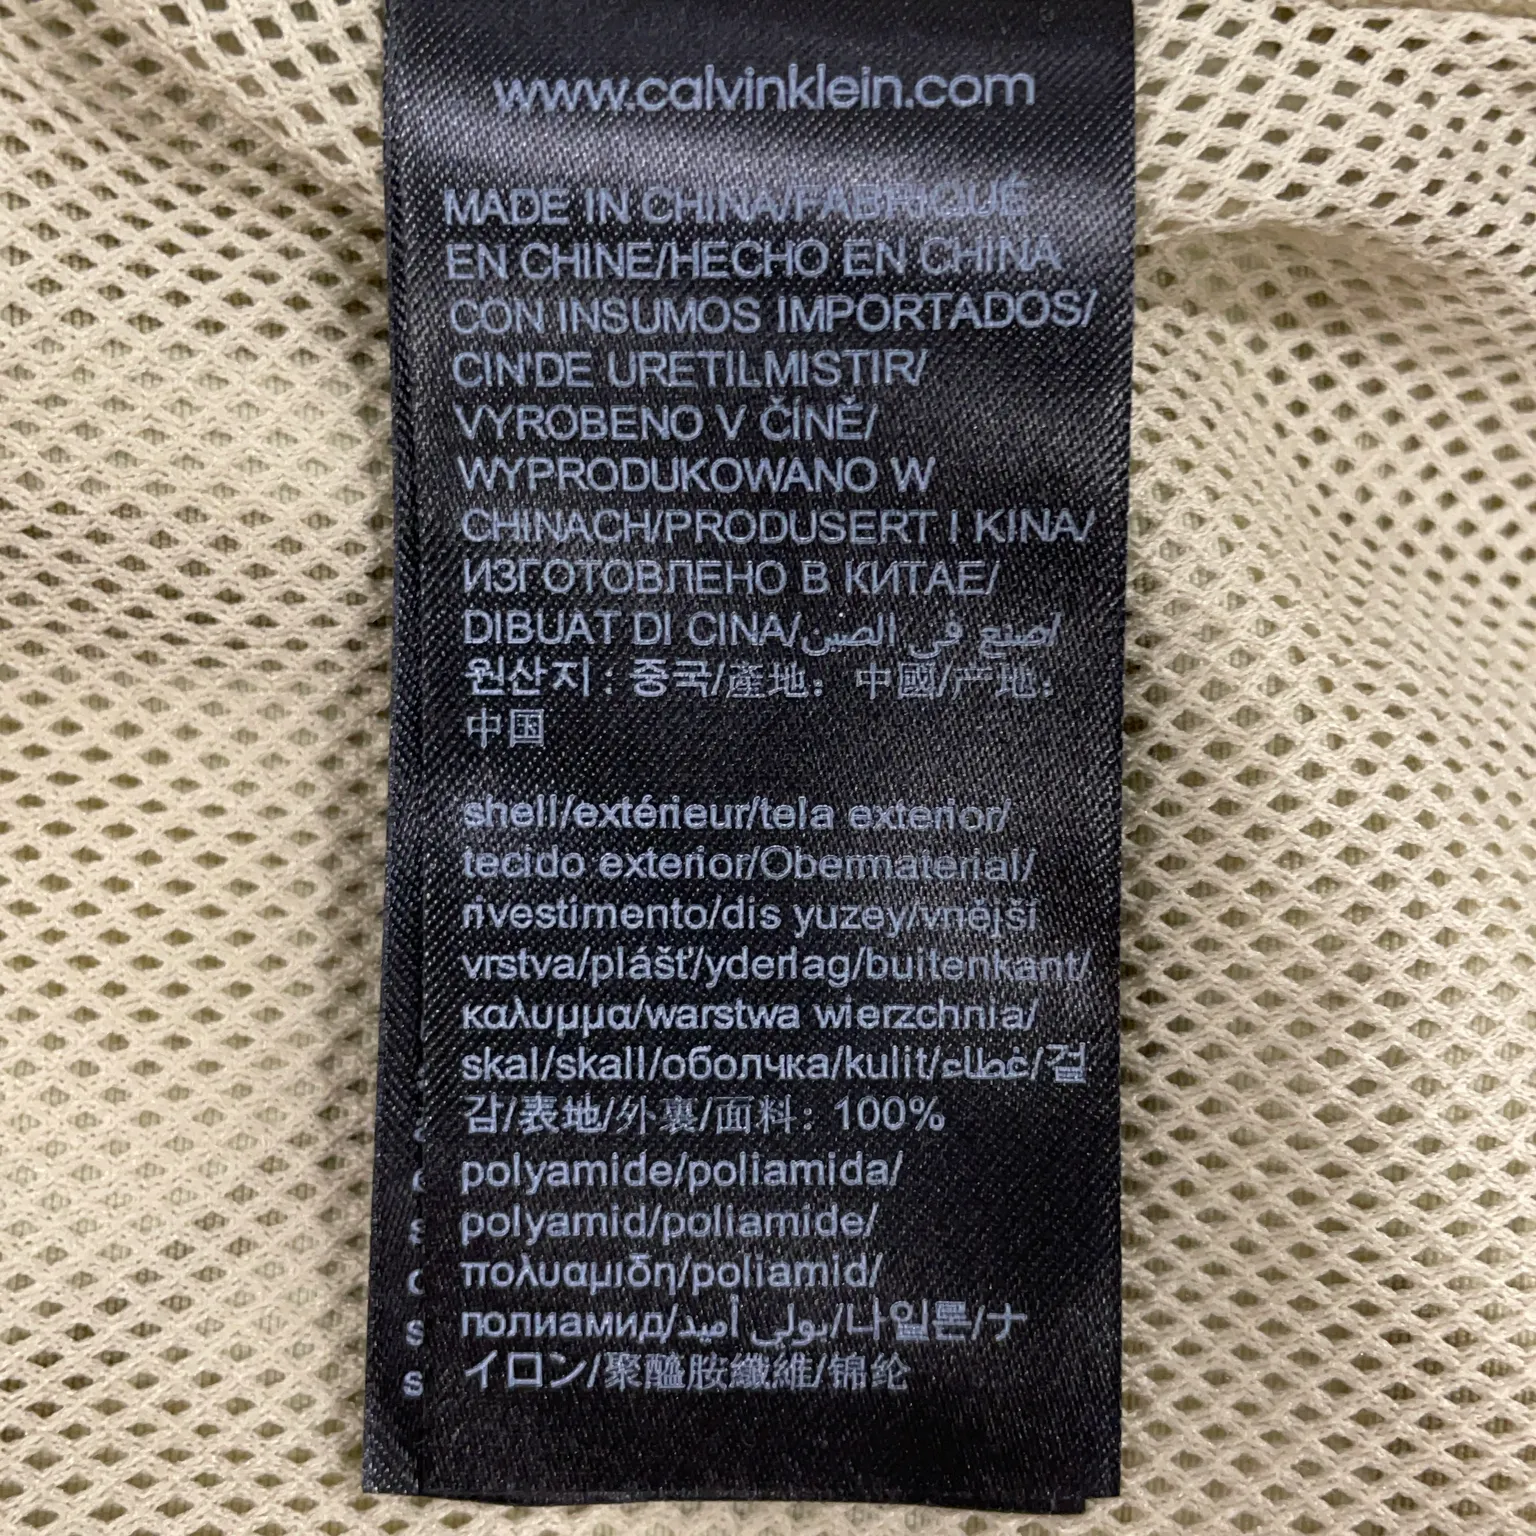 www.calvinklein.com
MADE IN CHINA/FABRIQUÉ
EN CHINE/HECHO EN CHINA
CON INSUMOS IMPORTADOS/
CIN'DE URETILMISTIR/
VYROBENO V ČÍNĚ/
WYPRODUKOWANO W
CHINACH/PRODUSERT I KINA/
ИЗГОТОВЛЕНО В КИТАЕ/
DIBUAT DI CINA/صنع في الصين/
원산지 : 중국/產地： 中國/产地：
中国
shell/extérieur/tela exterior/
tecido exterior/Obermaterial/
rivestimento/dis yuzey/vnější
vrstva/plášť/yderlag/buitenkant/
καλυμμα/warstwa wierzchnia/
skal/skall/оболчка/kulit/غطاء/겉
감/表地/外裏/面料：100%
polyamide/poliamida/
polyamid/poliamide/
πολυαμιδη/poliamid/
полиамид/بولي أميد/나일론/ナ
イロン/聚醯胺纖維/锦纶